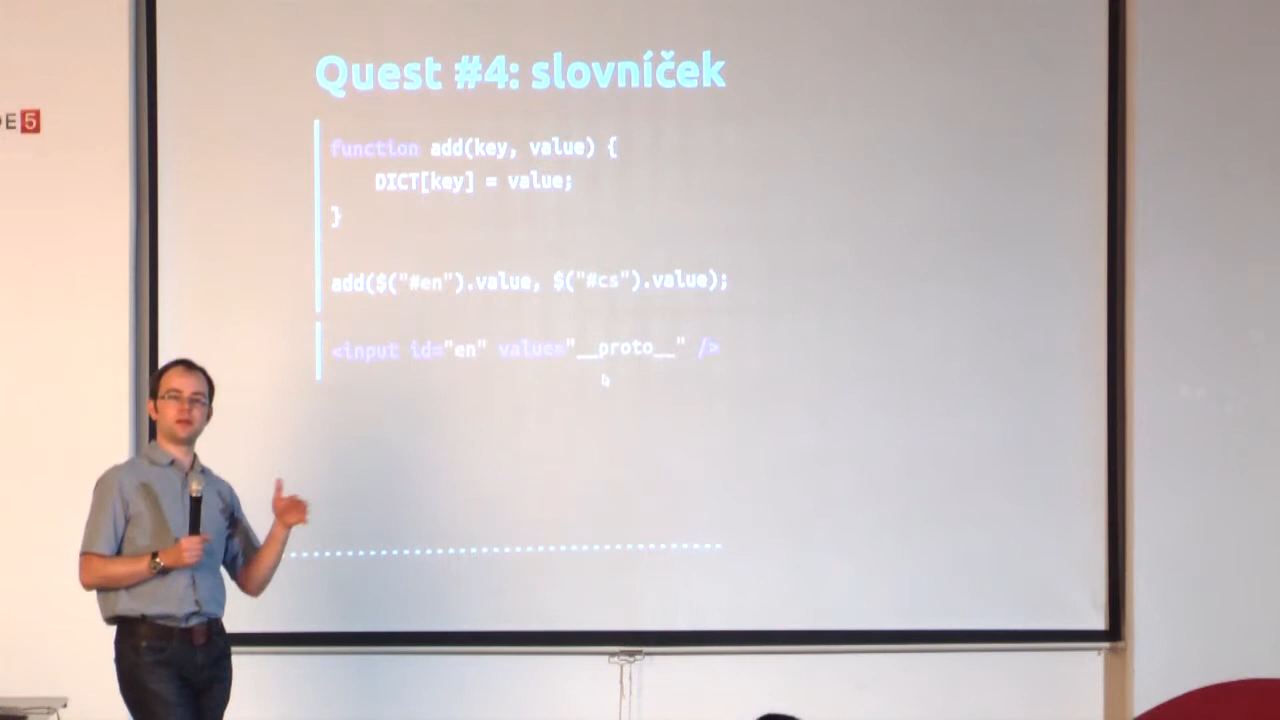 Quest #4: slovníček
E5
function add(key, value) {
DICT[key] = value;
}
add($("#en").value, $("#cs").value);
<input id="en" value="__proto__" />